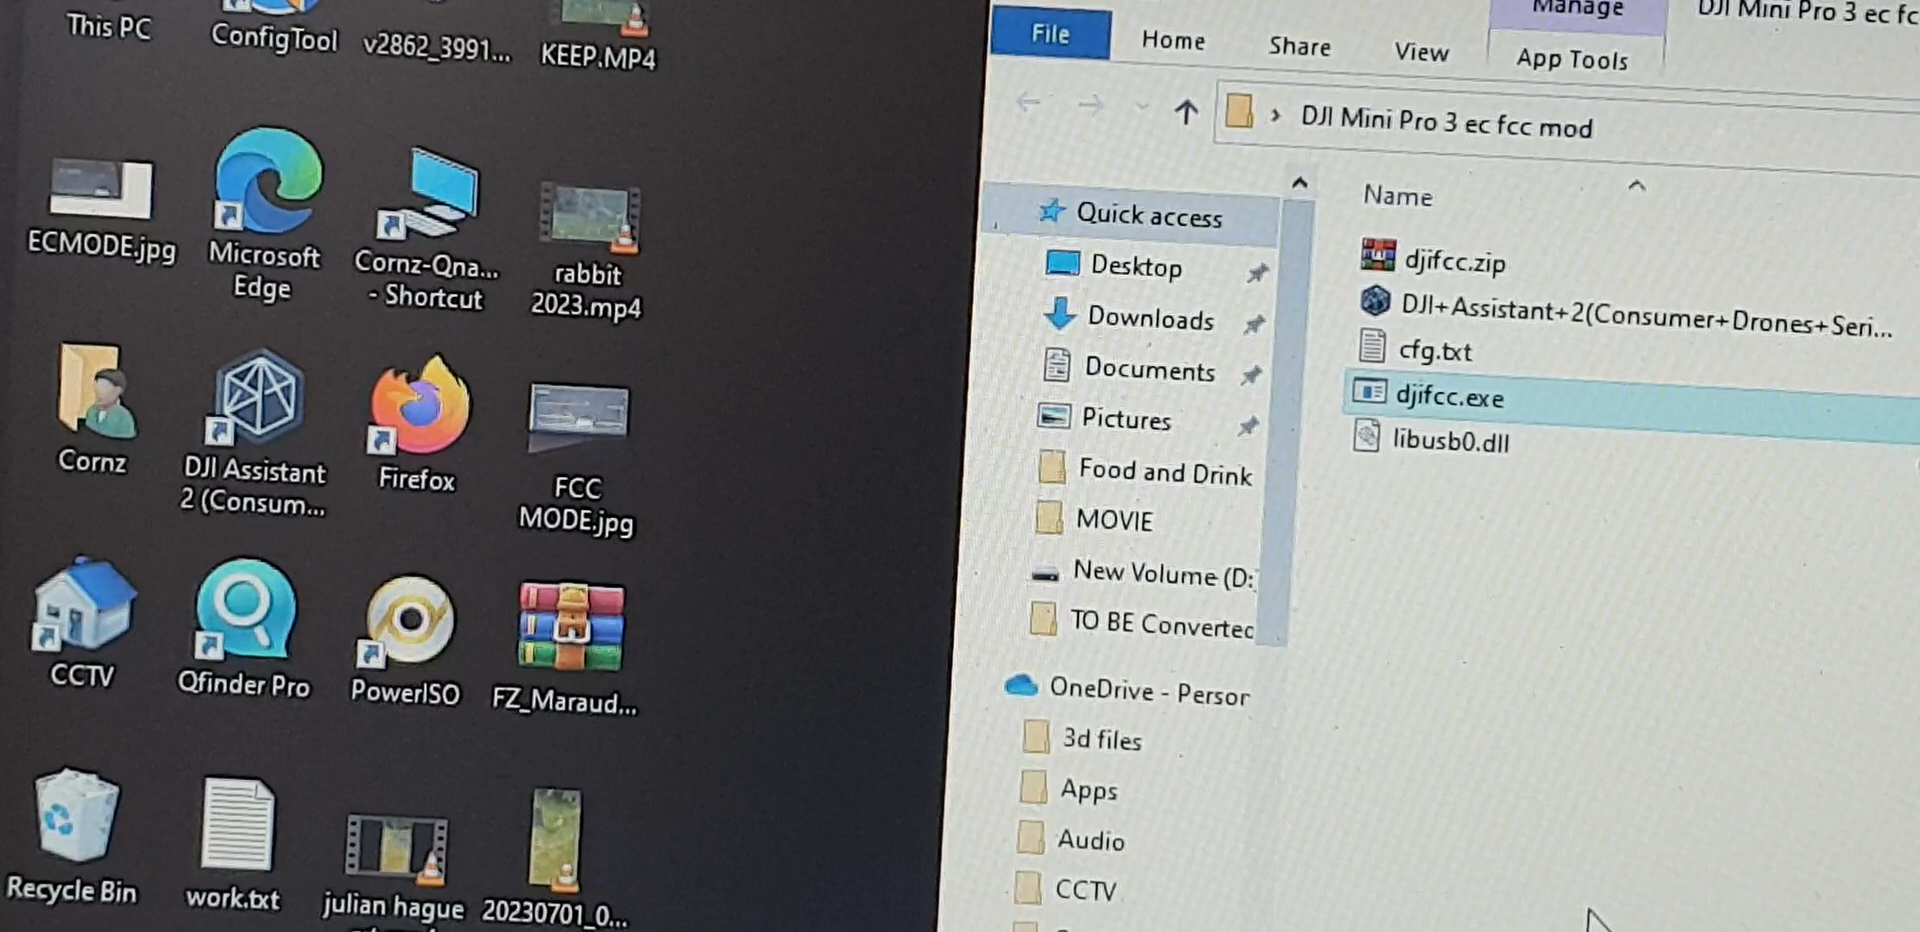 This PC
ConfigTool
v2862_3991...
KEEP.MP4
ECMODE.jpg
Microsoft
Edge
Cornz-Qna...
- Shortcut
rabbit
2023.mp4
Cornz
DJI Assistant
2 (Consum...
Firefox
FCC
MODE.jpg
CCTV
Qfinder Pro
PowerISO
FZ_Maraud...
Recycle Bin
work.txt
julian hague
20230701_0...
Manage
DJI Mini Pro 3 ec fc
File
Home
Share
View
App Tools
DJI Mini Pro 3 ec fcc mod
Name
Quick access
Desktop
Downloads
Documents
Pictures
Food and Drink
MOVIE
New Volume (D:
TO BE Convertec
OneDrive - Person
3d files
Apps
Audio
CCTV
djifcc.zip
DJI+Assistant+2(Consumer+Drones+Seri...
cfg.txt
djifcc.exe
libusb0.dll